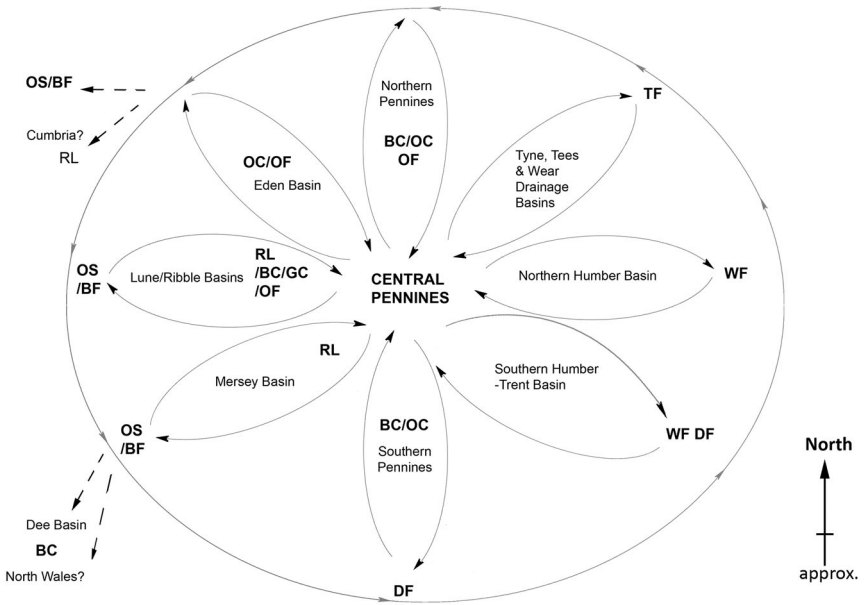 OS/BF
Cumbria?
RL
OC/OF
Eden Basin
Northern
Pennines
BC/OC
OF
TF
Tyne, Tees
& Wear
Drainage
Basins
OS
/BF
Lune/Ribble Basins
RL
/BC/GC
/OF
CENTRAL
PENNINES
Northern Humber Basin
WF
RL
Mersey Basin
OS
/BF
BC/OC
Southern
Pennines
Southern Humber
-Trent Basin
WF DF
Dee Basin
BC
North Wales?
DF
North
approx.